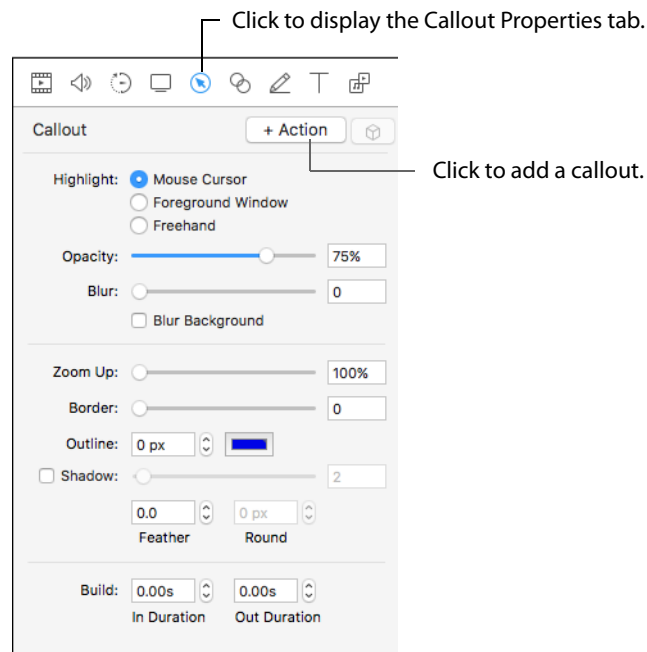 Click to display the Callout Properties tab.
Callout
+ Action
Click to add a callout.
Highlight: Mouse Cursor
Foreground Window
Freehand
Opacity: 75%
Blur: 0
Blur Background
Zoom Up: 100%
Border: 0
Outline: 0 px
Shadow: 2
0.0 0 px
Feather Round
Build: 0.00s 0.00s
In Duration Out Duration